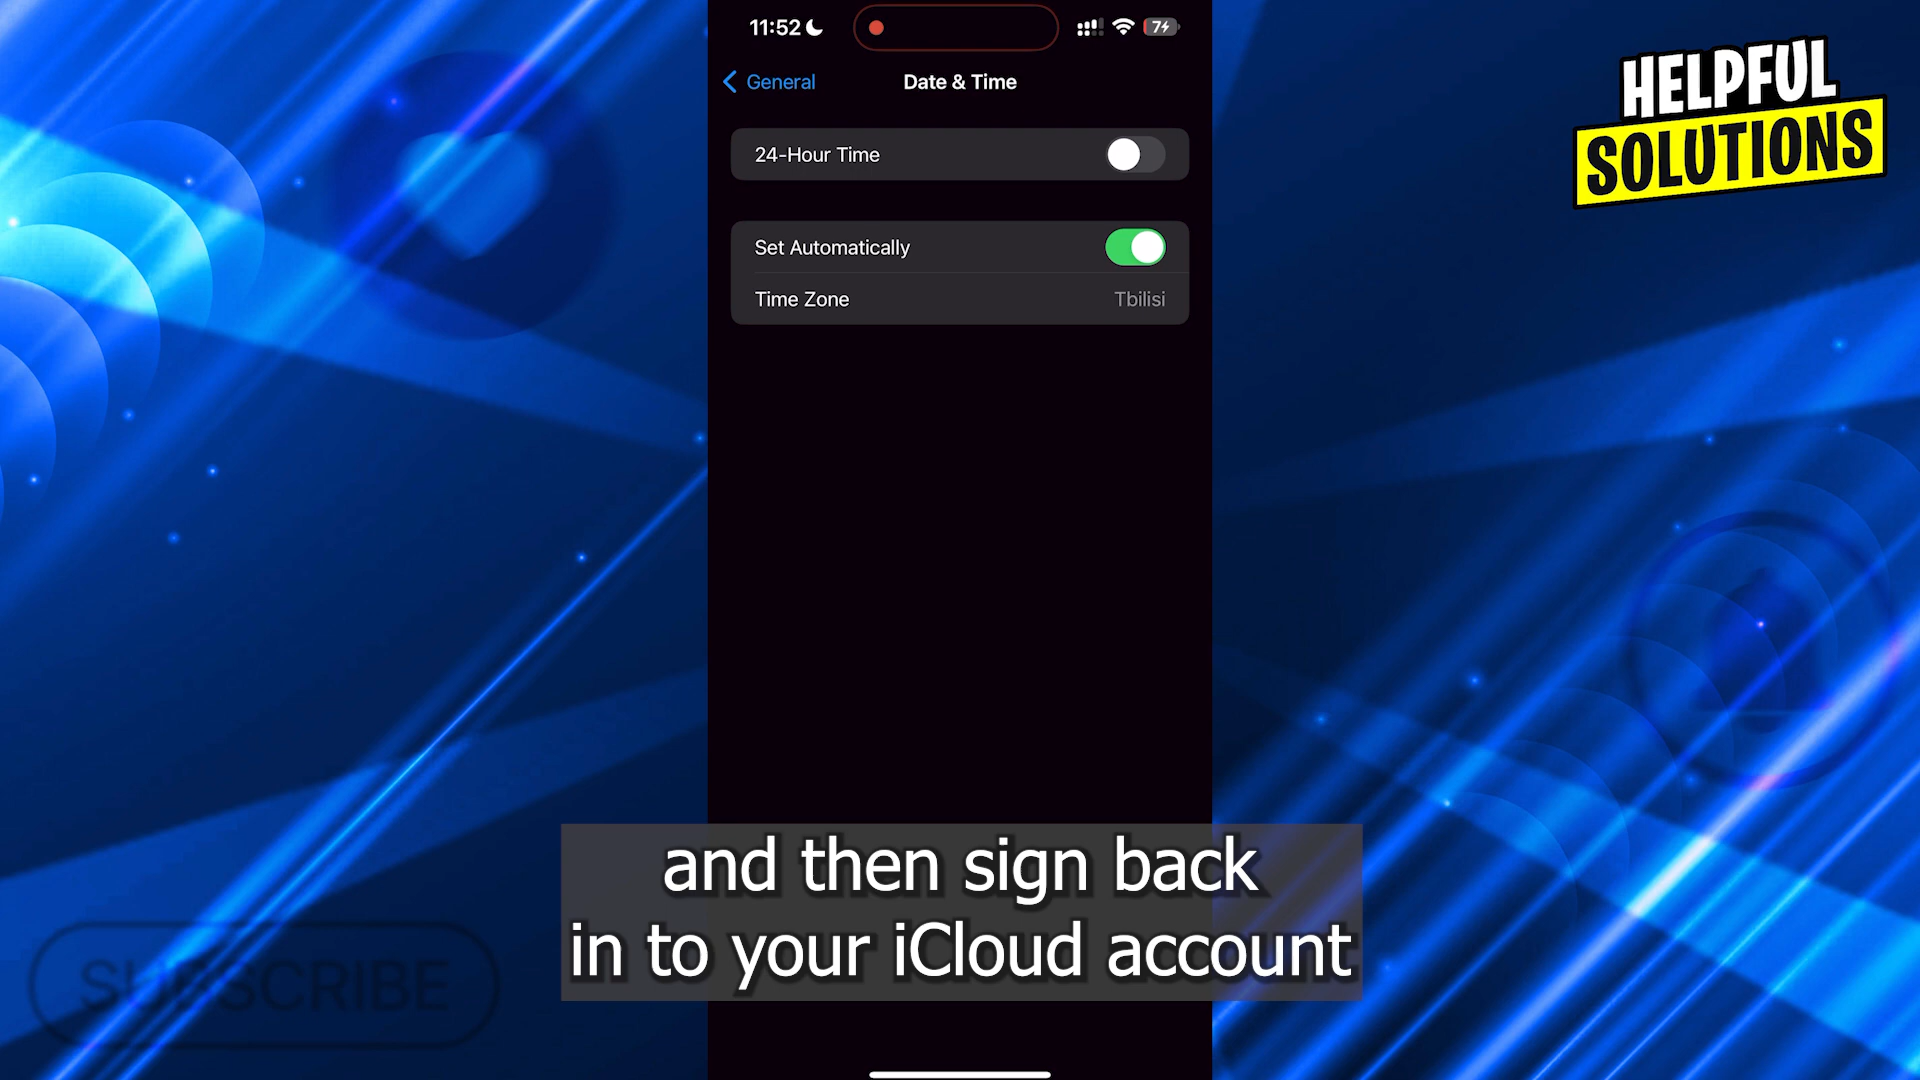 11:52
7
General
Date & Time
HELPFUL
SOLUTIONS
24-Hour Time
Set Automatically
Time Zone
Tbilisi
and then sign back
in to your iCloud account
SUBSCRIBE